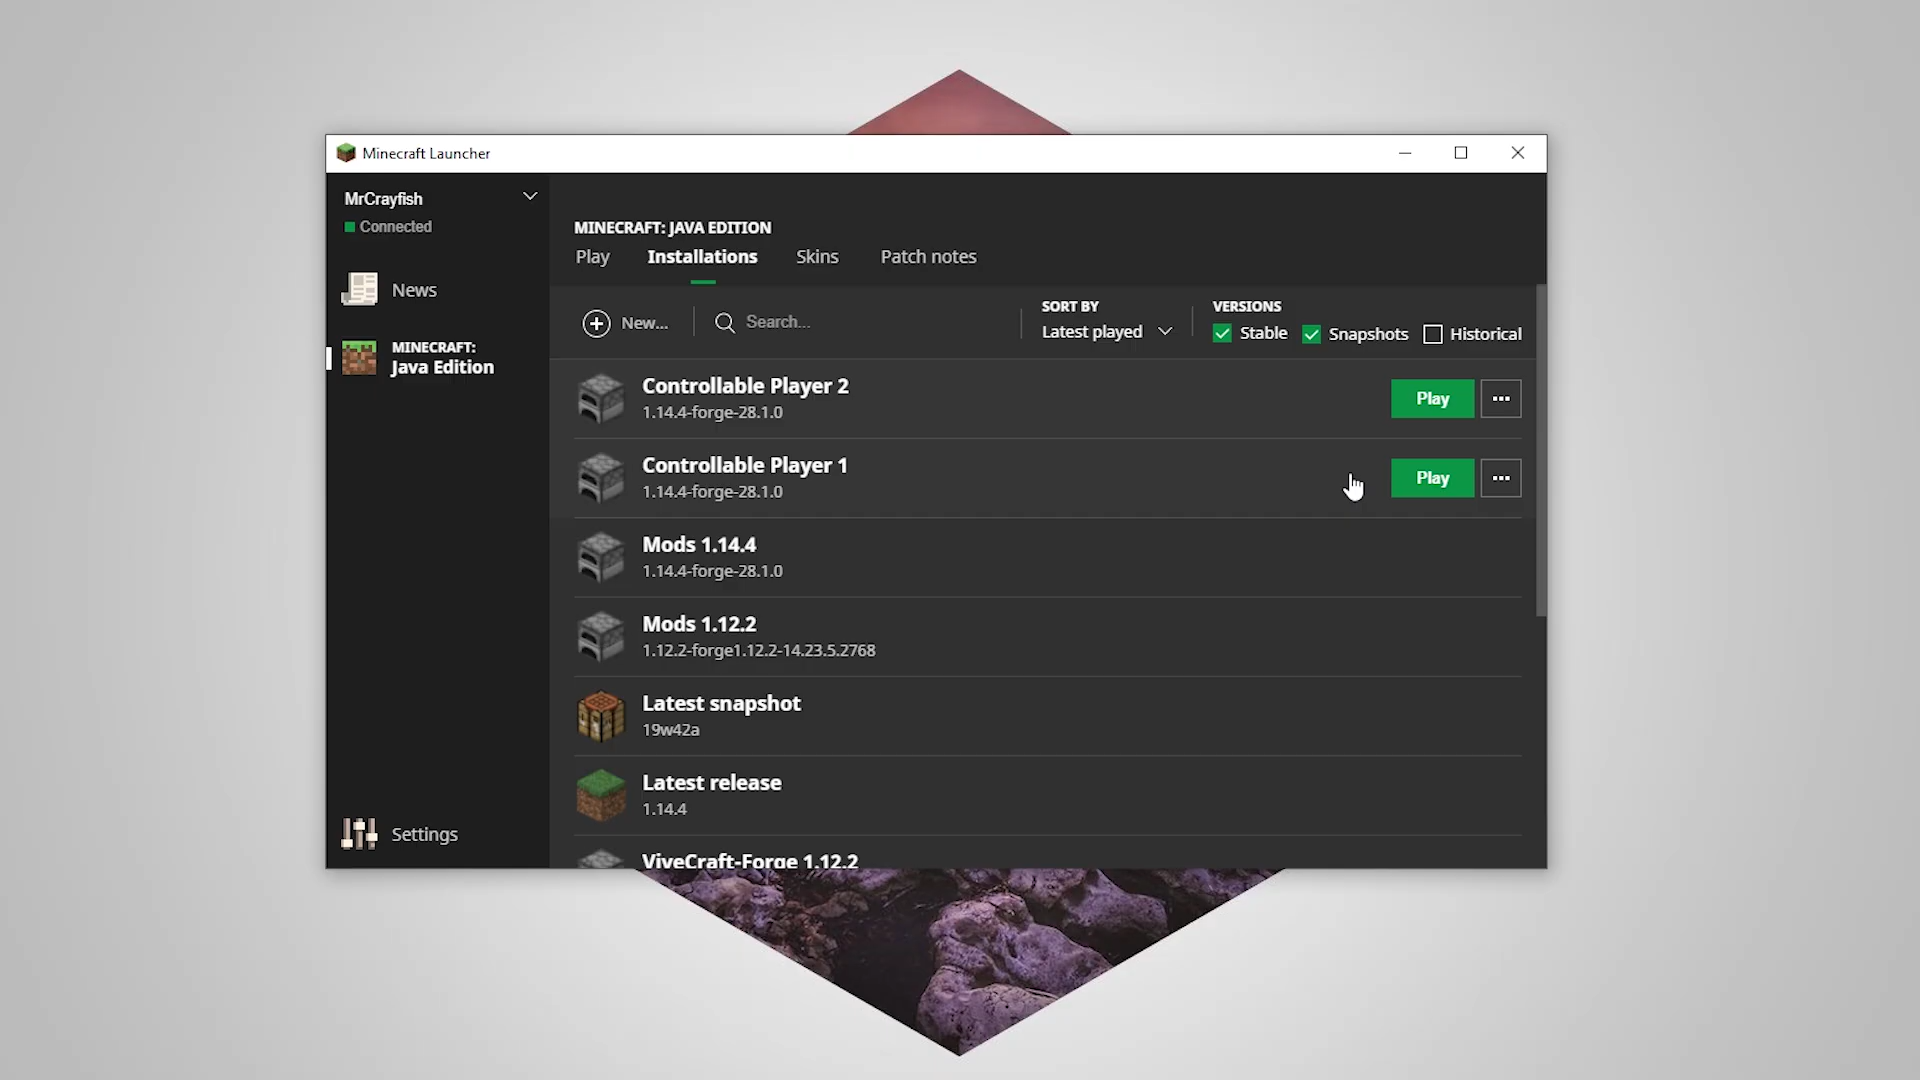 Minecraft Launcher
MrCrayfish
Connected
News
MINECRAFT:
Java Edition
Settings
MINECRAFT: JAVA EDITION
Play
Installations
Skins
Patch notes
New...
Search...
SORT BY
Latest played
VERSIONS
Stable
Snapshots
Historical
Controllable Player 2
1.14.4-forge-28.1.0
Play
Controllable Player 1
1.14.4-forge-28.1.0
Play
Mods 1.14.4
1.14.4-forge-28.1.0
Mods 1.12.2
1.12.2-forge1.12.2-14.23.5.2768
Latest snapshot
19w42a
Latest release
1.14.4
ViveCraft-Forge 1.12.2